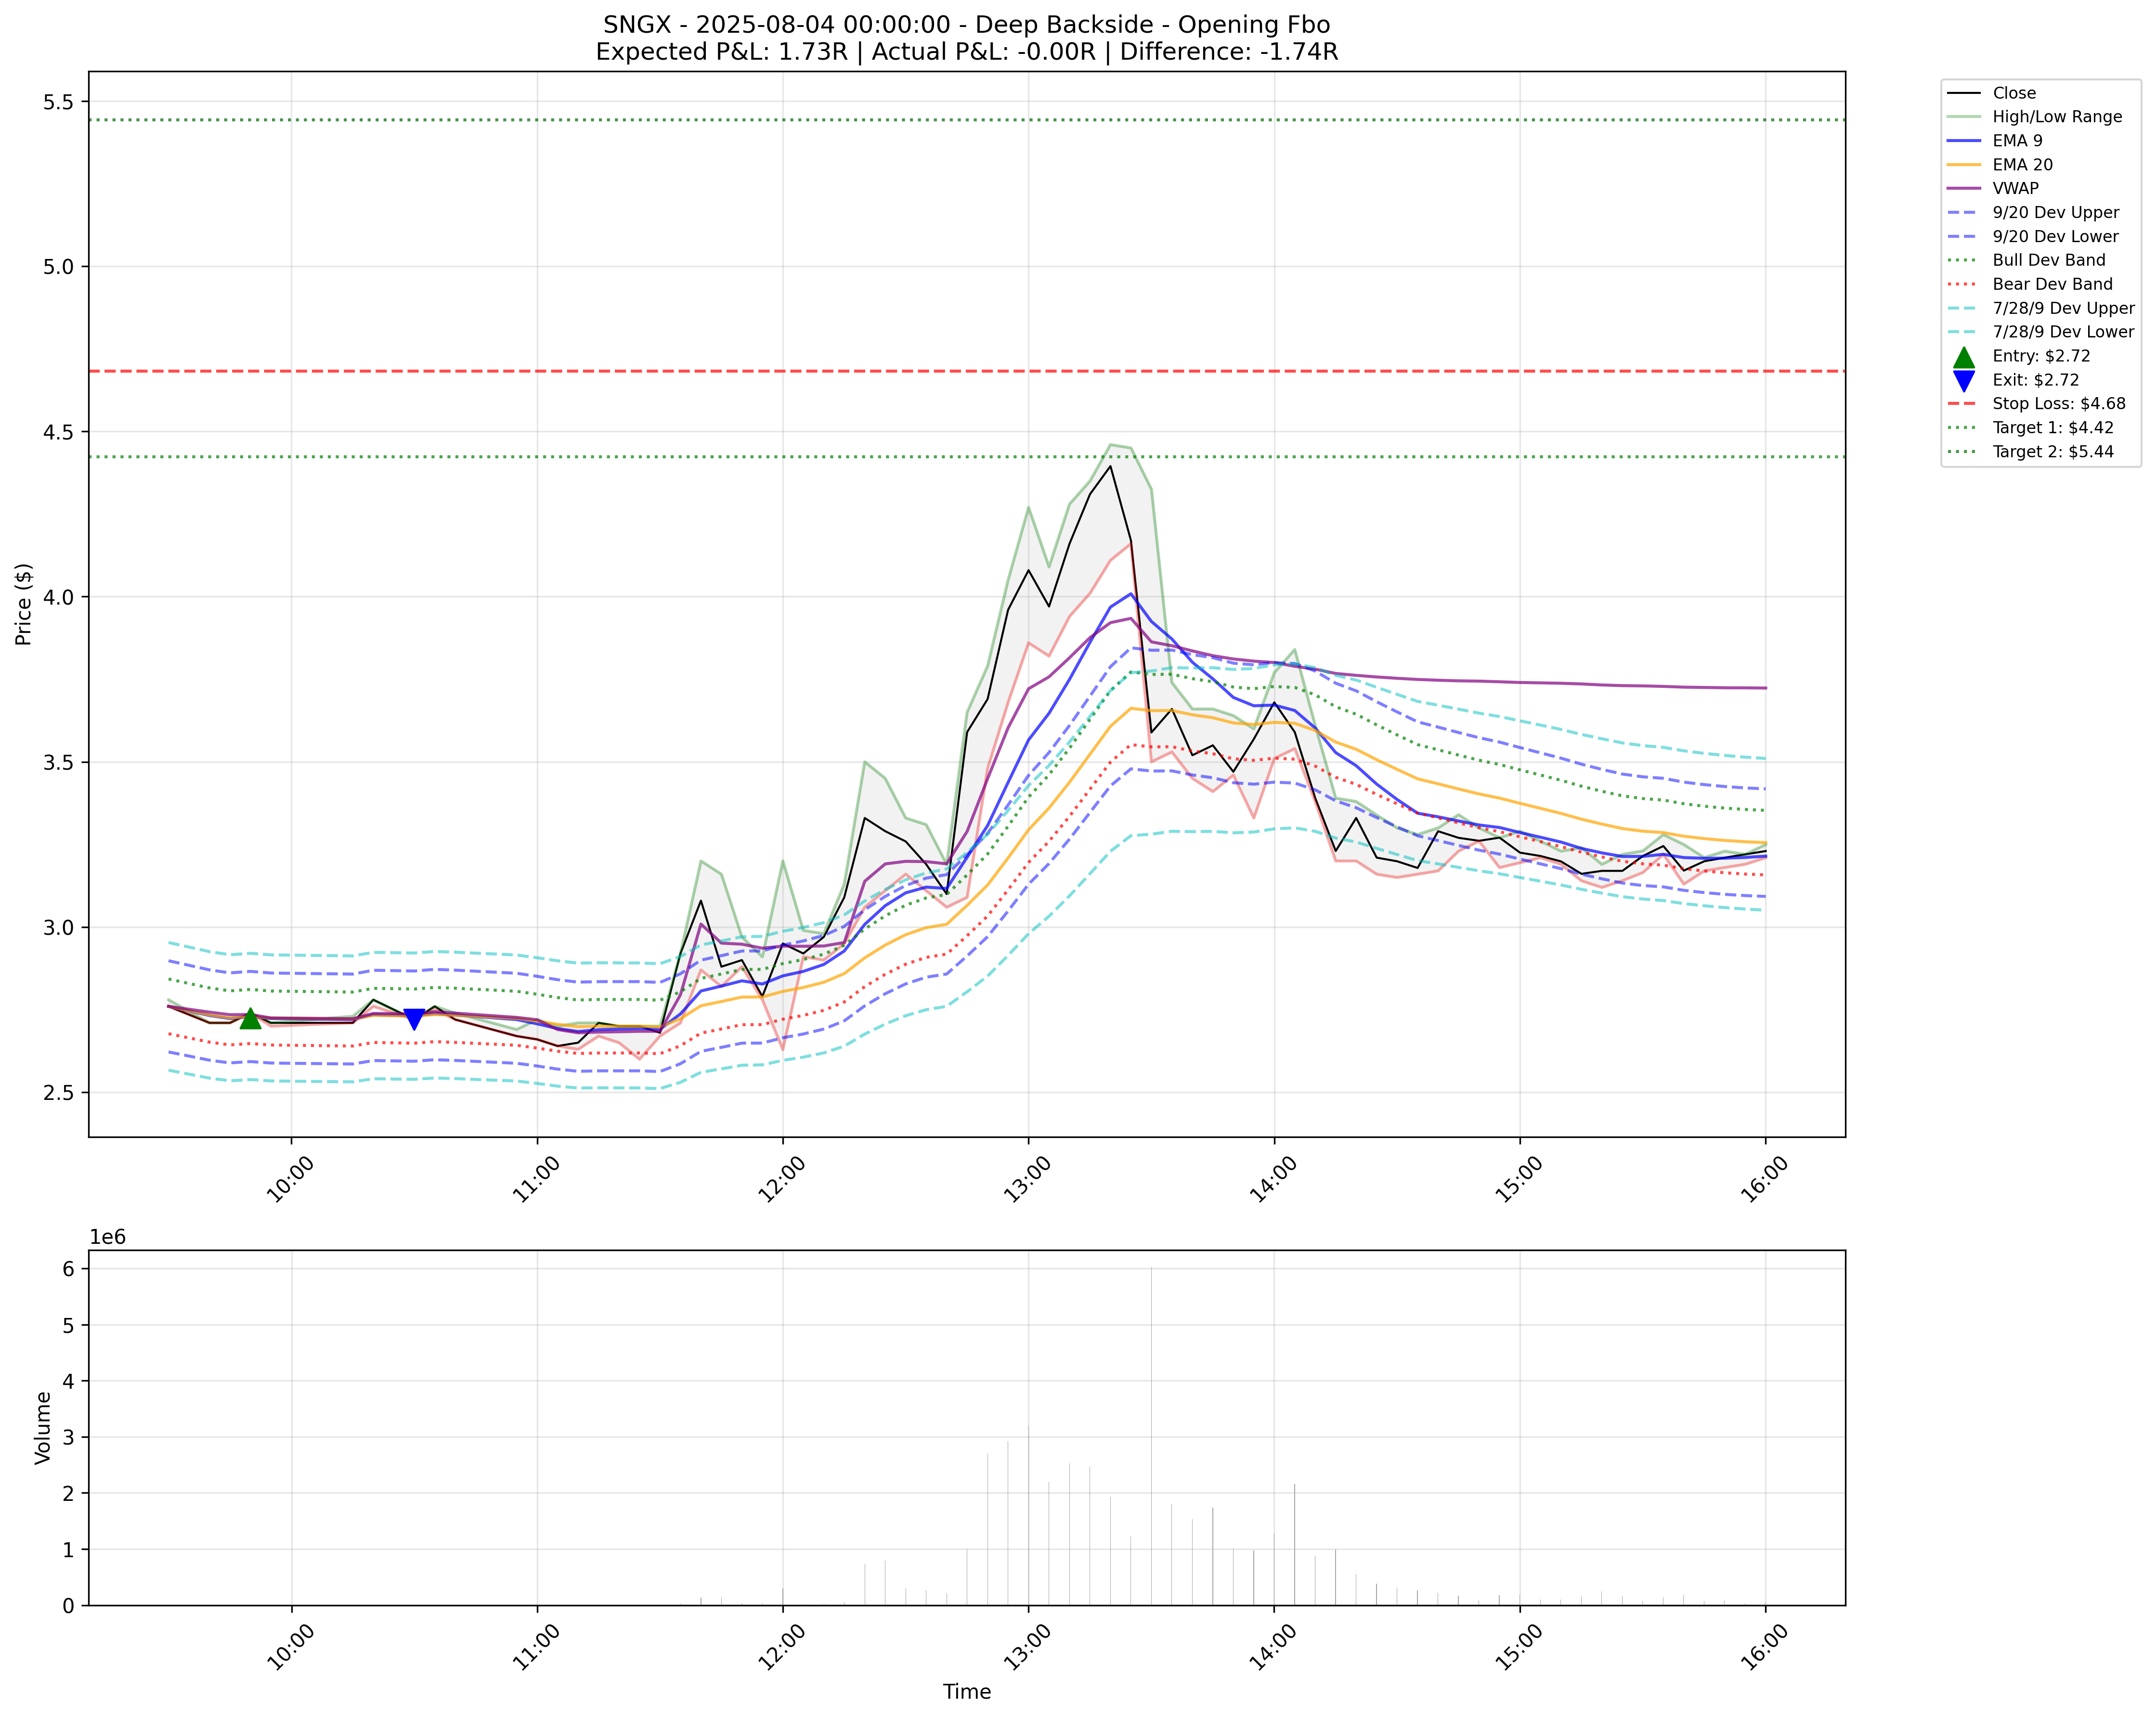 SNGX - 2025-08-04 00:00:00 - Deep Backside - Opening Fbo
Expected P&L: 1.73R | Actual P&L: -0.00R | Difference: -1.74R
Price ($)
5.5
5.0
4.5
4.0
3.5
3.0
2.5
10:00
11:00
12:00
13:00
14:00
15:00
16:00
Close
High/Low Range
EMA 9
EMA 20
VWAP
9/20 Dev Upper
9/20 Dev Lower
Bull Dev Band
Bear Dev Band
7/28/9 Dev Upper
7/28/9 Dev Lower
Entry: $2.72
Exit: $2.72
Stop Loss: $4.68
Target 1: $4.42
Target 2: $5.44
1e6
Volume
6
5
4
3
2
1
0
10:00
11:00
12:00
13:00
14:00
15:00
16:00
Time